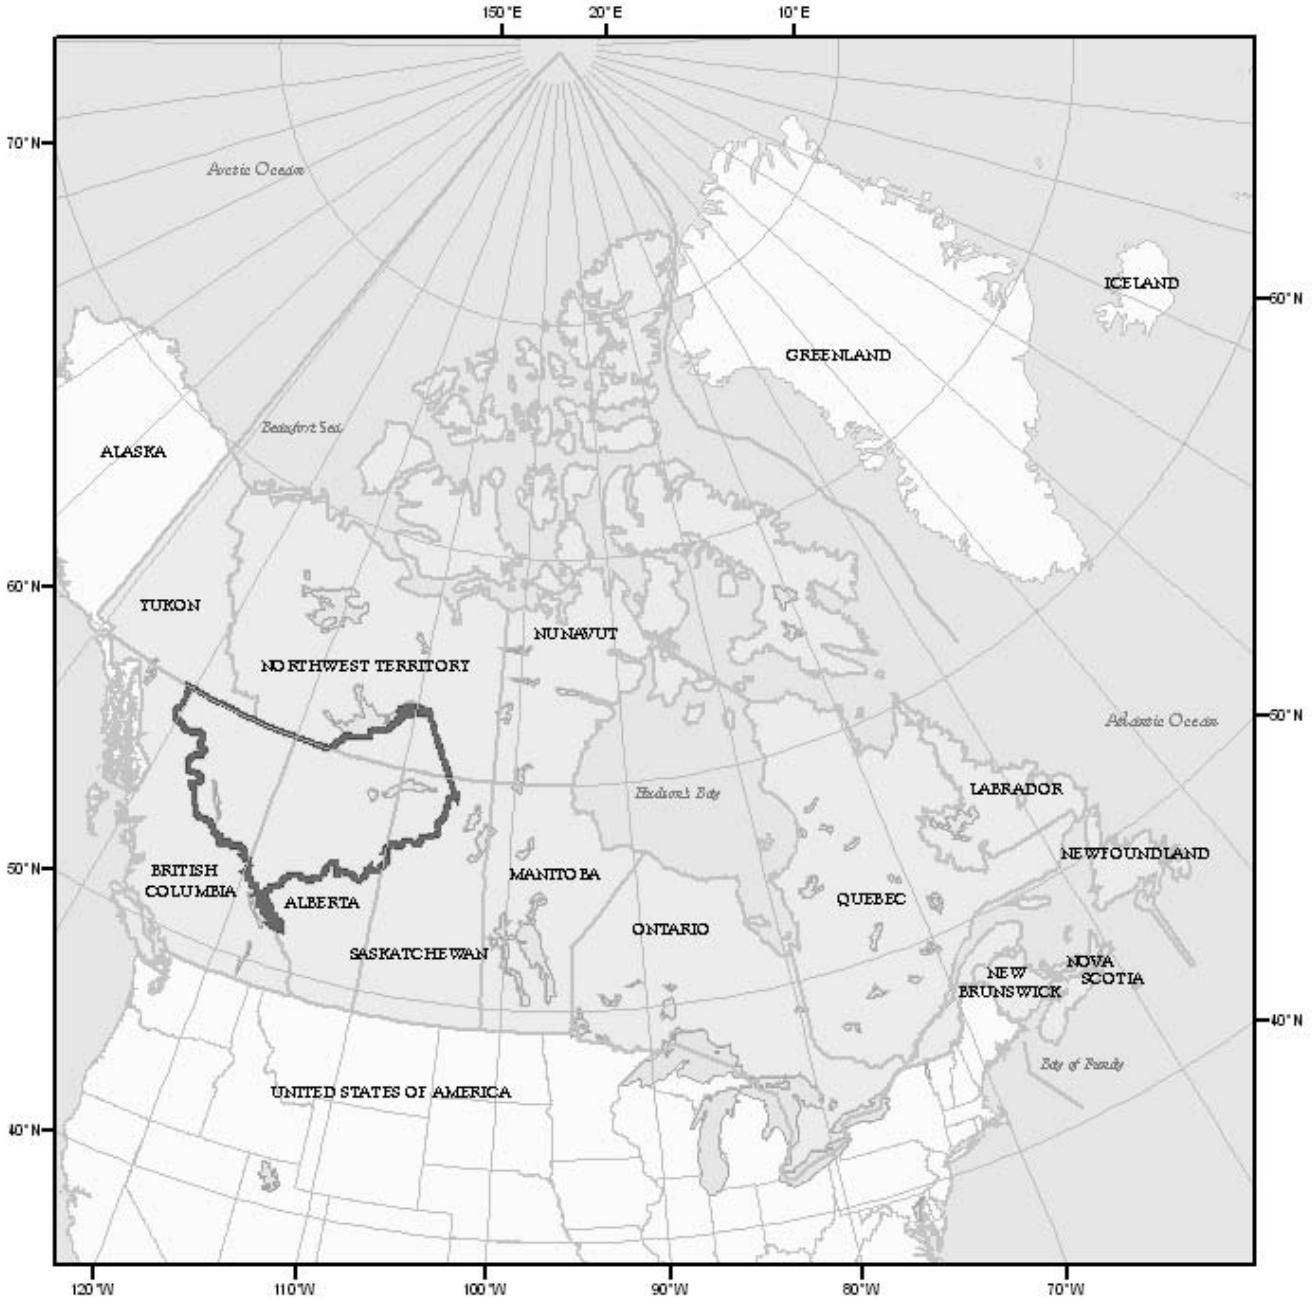 150°E 20°E 10°E
70°N
Arctic Ocean
ICELAND
60°N
GREENLAND
Beaufort Sea
ALASKA
60°N
YUKON
NUNAVUT
NORTHWEST TERRITORY
Atlantic Ocean
50°N
LABRADOR
Hudson's Bay
NEWFOUNDLAND
50°N
BRITISH
COLUMBIA
MANITOBA
ALBERTA
QUEBEC
ONTARIO
SASKATCHEWAN
NOVA
SCOTIA
NEW
BRUNSWICK
40°N
Bay of Fundy
UNITED STATES OF AMERICA
40°N
120°W 110°W 100°W 90°W 80°W 70°W